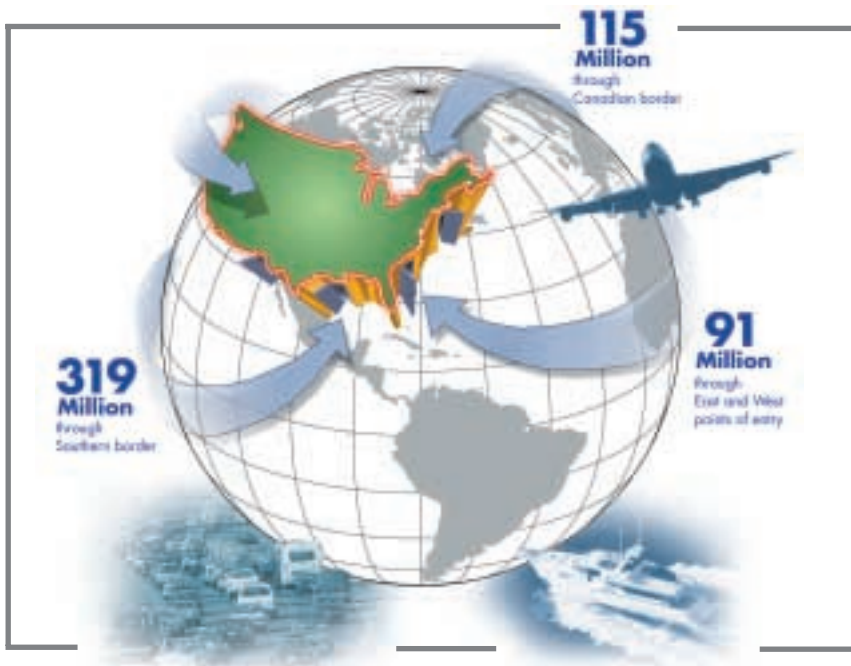 115
Million
through
Canadian border
91
Million
through
East and West
points of entry
319
Million
through
Southern border